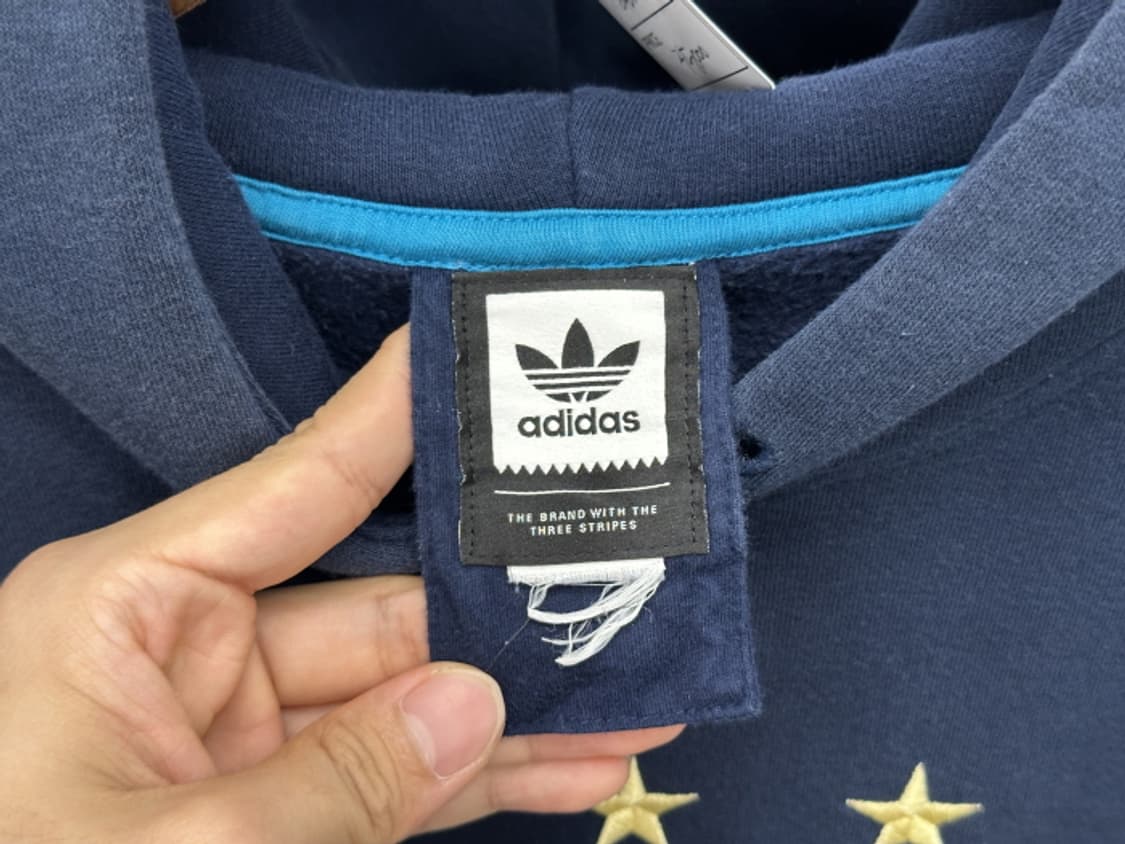 adidas
THE BRAND WITH THE
THREE STRIPES